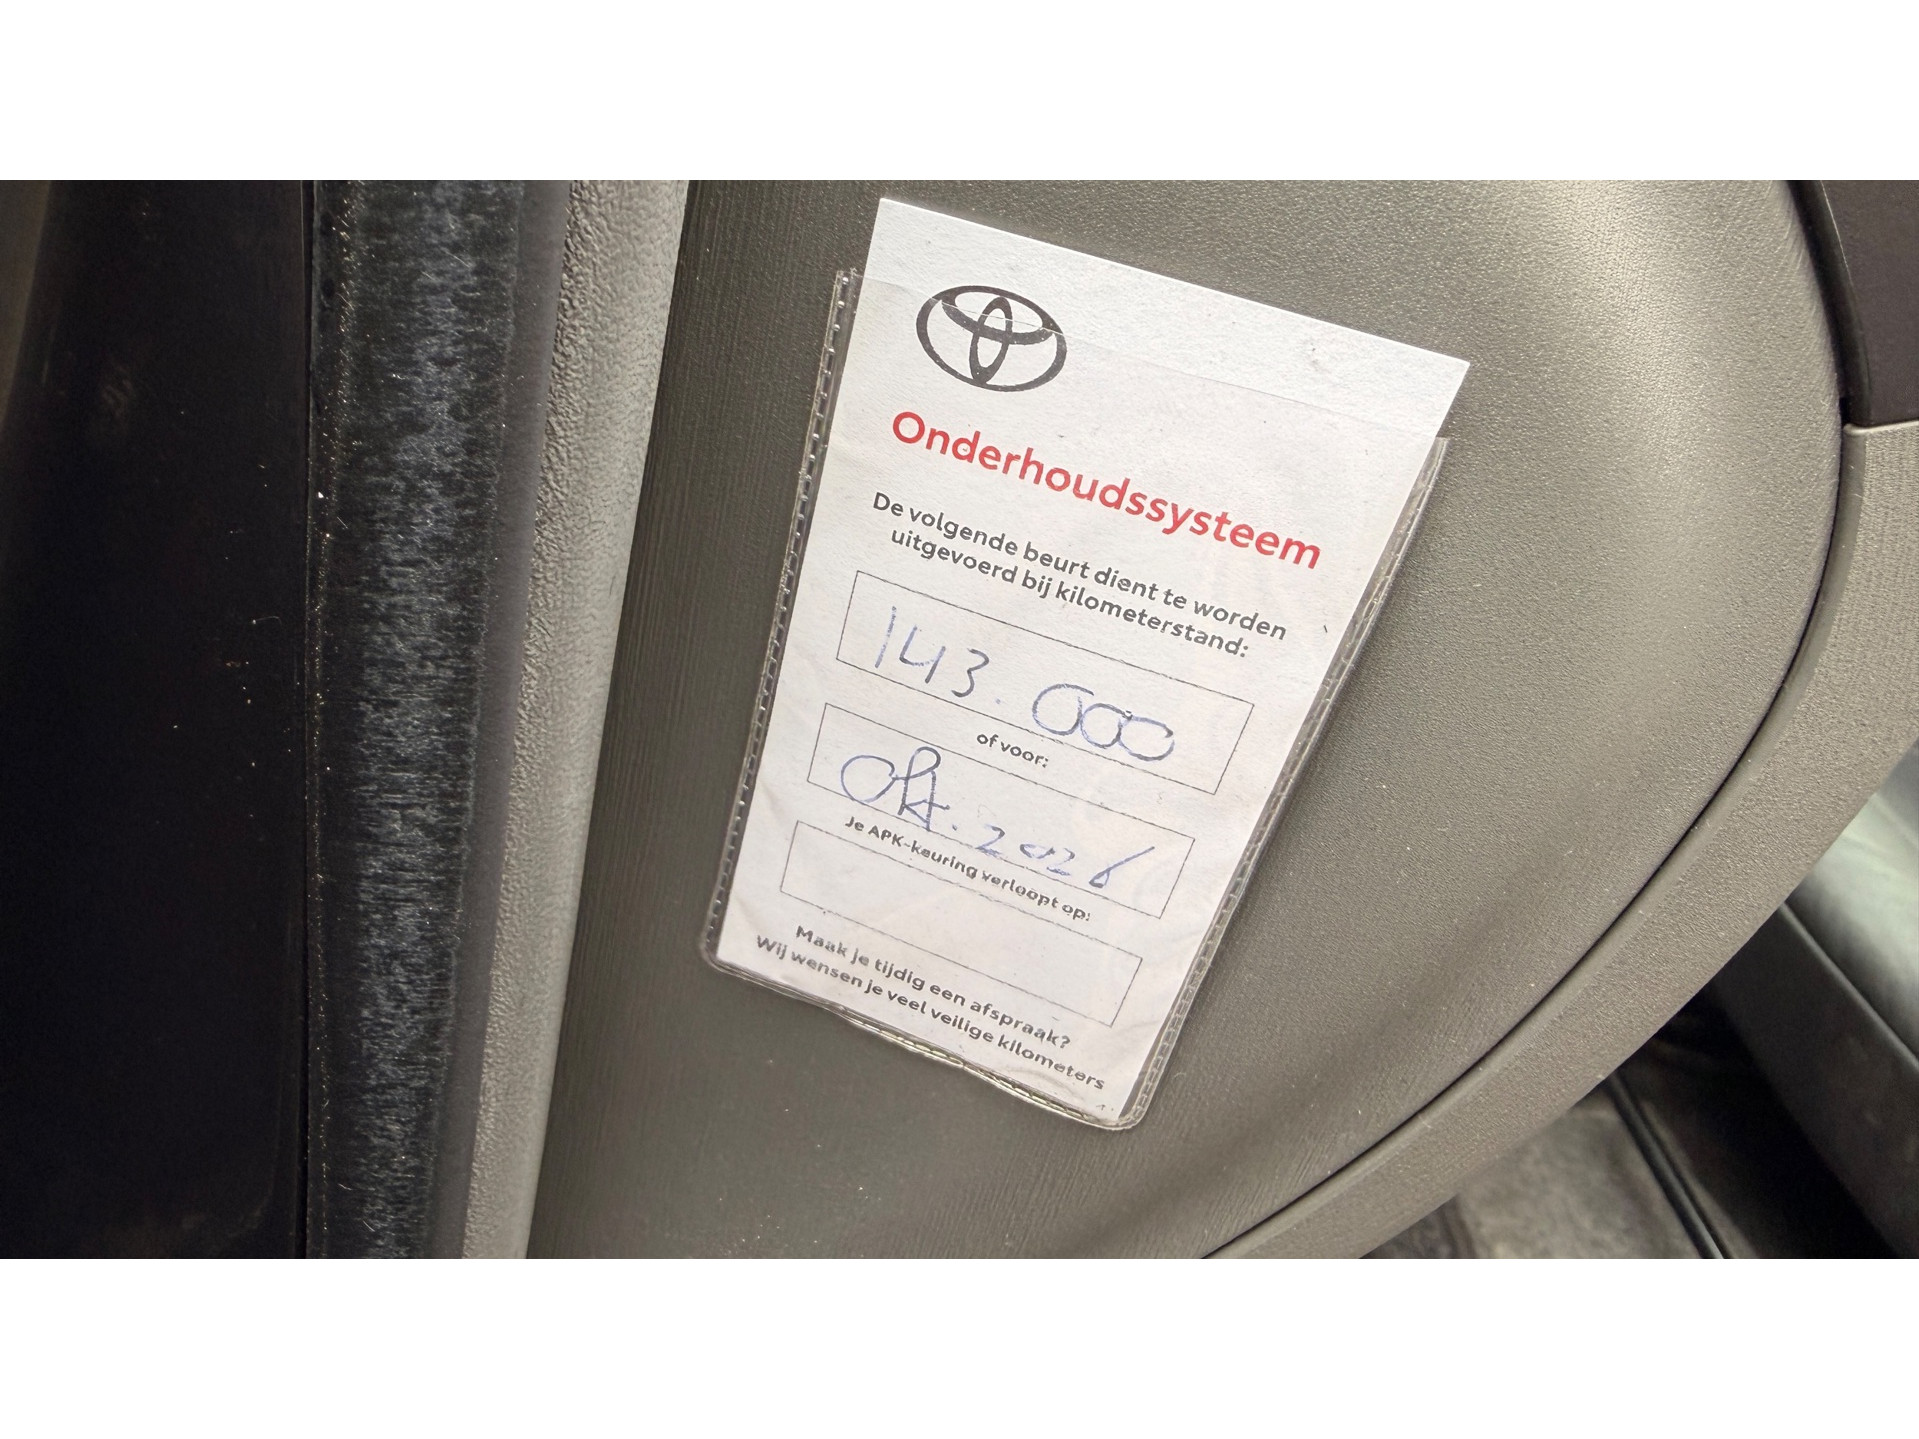 Onderhoudssysteem
De volgende beurt dient te worden
uitgevoerd bij kilometerstand:
143.000
of voor:
okt. 2026
Je APK-keuring verloopt op:
Maak je tijdig een afspraak?
Wij wensen je veel veilige kilometers